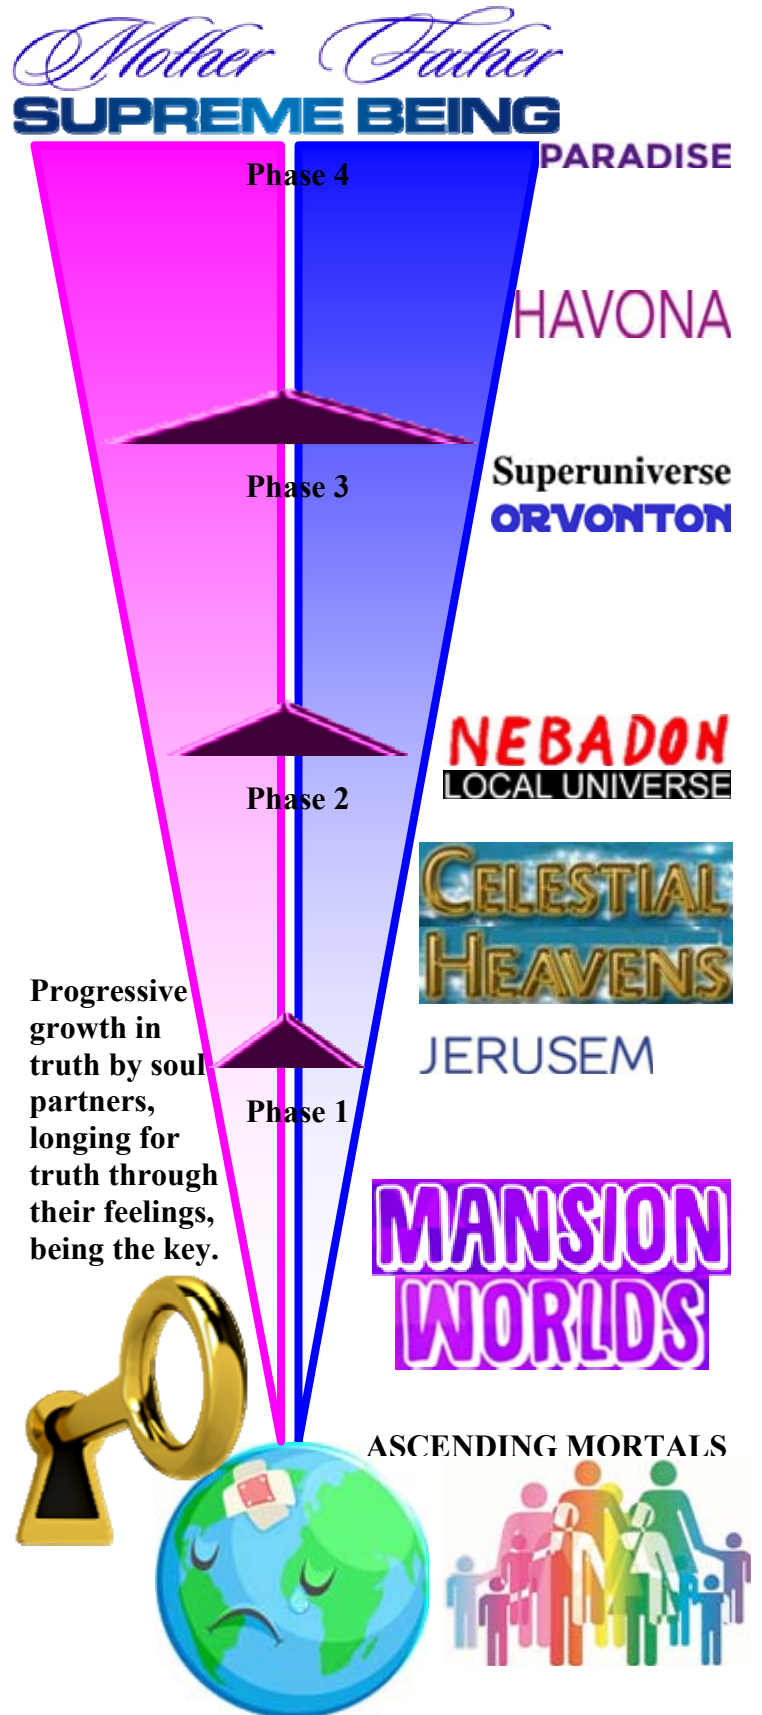 Mother Father
SUPREME BEING
Phase 4
PARADISE
HAVONA
Phase 3
Superuniverse
ORVONTON
NEBADON
LOCAL UNIVERSE
Phase 2
CELESTIAL
HEAVENS
JERUSEM
Phase 1
Progressive
growth in
truth by soul
partners,
longing for
truth through
their feelings,
being the key.
MANSION
WORLDS
ASCENDING MORTALS